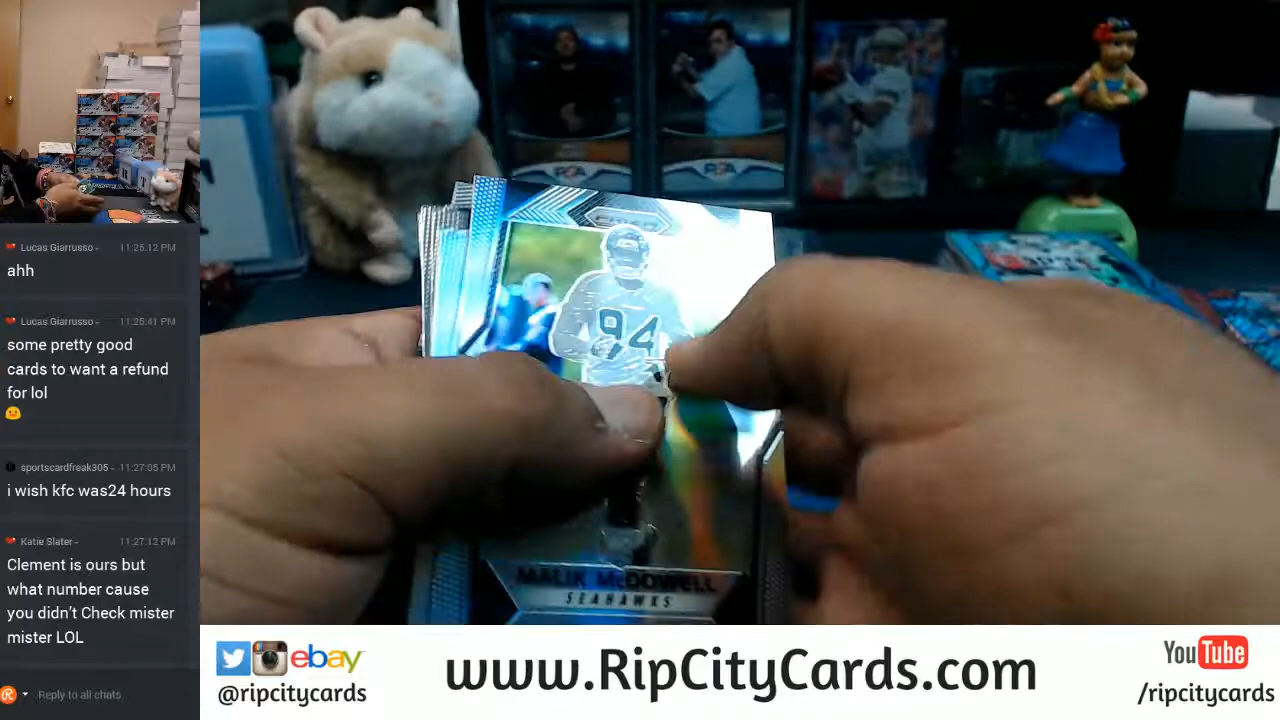 Lucas Giarrusso - 11:25:12 PM
ahh
Lucas Giarrusso - 11:25:41 PM
some pretty good
cards to want a refund
for lol
sportscardfreak305 - 11:27:05 PM
i wish kfc was24 hours
Katie Slater - 11:27:12 PM
Clement is ours but
what number cause
you didn't Check mister
mister LOL
Reply to all chats.
PSA
PSA
PRIZM
94
MALIK McDOWELL
SEAHAWKS
ebay
@ripcitycards
www.RipCityCards.com
YouTube
/ripcitycards